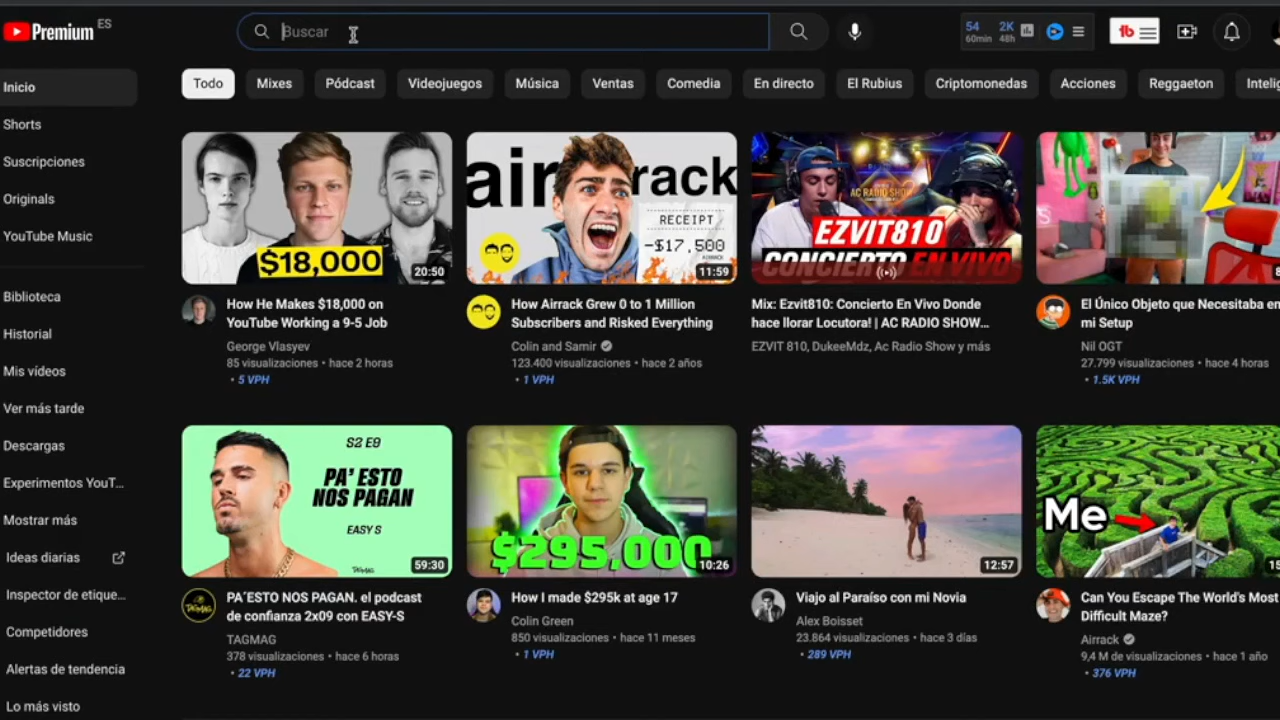 Premium ES
Buscar
54 2K
60min 48h
Inicio
Shorts
Suscripciones
Originals
YouTube Music
Biblioteca
Historial
Mis vídeos
Ver más tarde
Descargas
Experimentos YouT...
Mostrar más
Ideas diarias
Inspector de etique...
Competidores
Alertas de tendencia
Lo más visto
Todo Mixes Pódcast Videojuegos Música Ventas Comedia En directo El Rubius Criptomonedas Acciones Reggaeton Intelig
$18,000
20:50
How He Makes $18,000 on
YouTube Working a 9-5 Job
George Vlasyev
85 visualizaciones • hace 2 horas
• 5 VPH
airrack
RECEIPT
-$17,500
11:59
How Airrack Grew 0 to 1 Million
Subscribers and Risked Everything
Colin and Samir
123.400 visualizaciones • hace 2 años
• 1 VPH
AC RADIO SHOW
EZVIT810
CONCIERTO EN VIVO
Mix: Ezvit810: Concierto En Vivo Donde
hace llorar Locutora! | AC RADIO SHOW...
EZVIT 810, DukeeMdz, Ac Radio Show y más
El Único Objeto que Necesitaba en
mi Setup
Nil OGT
27.799 visualizaciones • hace 4 horas
• 1.5K VPH
S2 E9
PA' ESTO
NOS PAGAN
EASY S
TAGMAG
59:30
TAGMAG
PA´ESTO NOS PAGAN. el podcast
de confianza 2x09 con EASY-S
TAGMAG
378 visualizaciones • hace 6 horas
• 22 VPH
$295,000
10:26
How I made $295k at age 17
Colin Green
850 visualizaciones • hace 11 meses
• 1 VPH
12:57
Viajo al Paraíso con mi Novia
Alex Boisset
23.864 visualizaciones • hace 3 días
• 289 VPH
Me
15
Can You Escape The World's Most
Difficult Maze?
Airrack
9,4 M de visualizaciones • hace 1 año
• 376 VPH